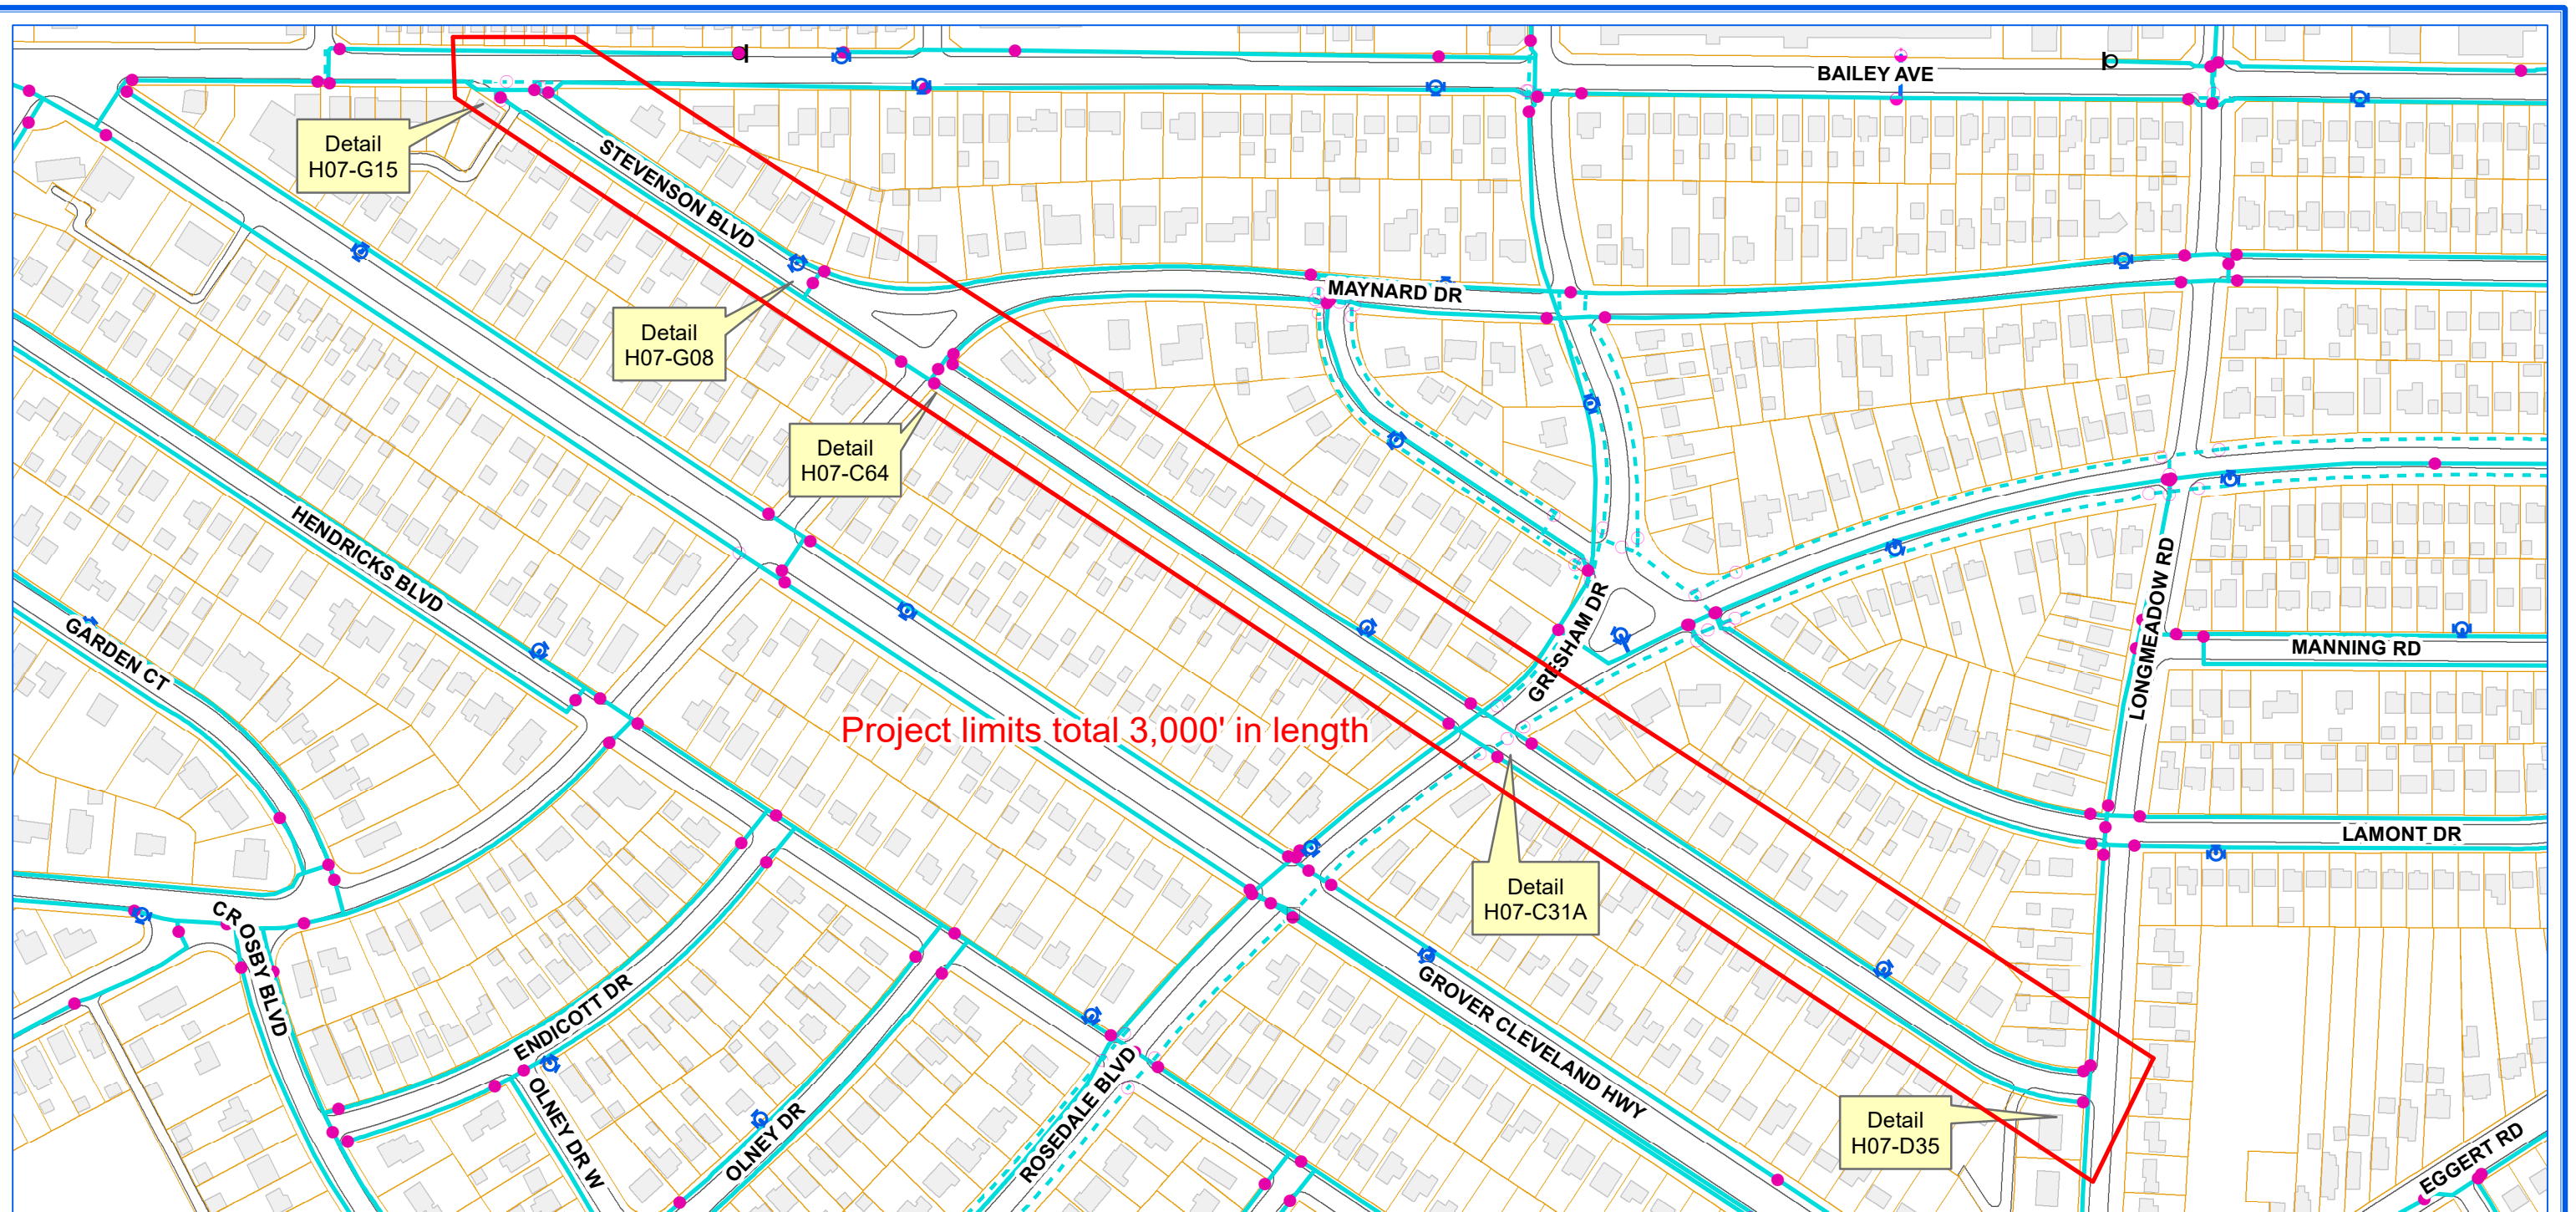 BAILEY AVE
Detail
H07-G15
STEVENSON BLVD
MAYNARD DR
Detail
H07-G08
Detail
H07-C64
HENDRICKS BLVD
GARDEN CT
GRESHAM DR
LONGMEADOW RD
MANNING RD
Project limits total 3,000' in length
LAMONT DR
Detail
H07-C31A
CROSBY BLVD
ENDICOTT DR
GROVER CLEVELAND HWY
OLNEY DR W
OLNEY DR
ROSEDALE BLVD
Detail
H07-D35
EGGERT RD